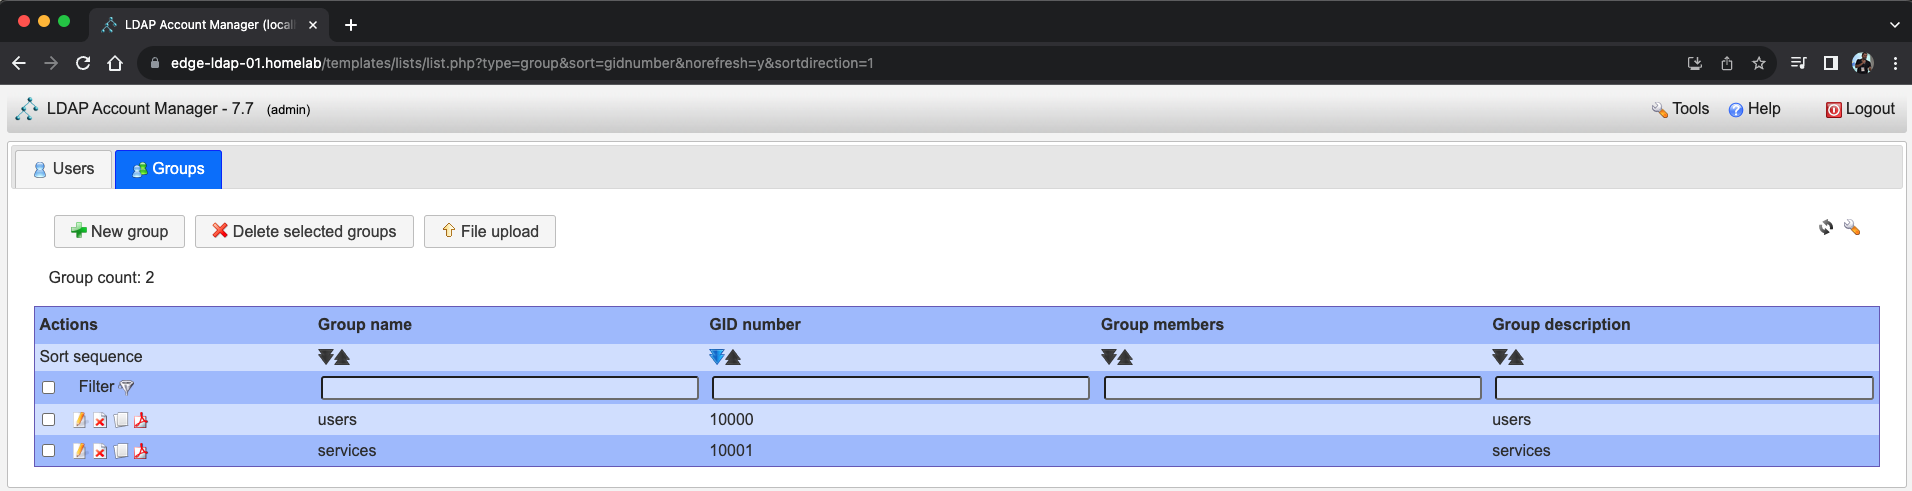 LDAP Account Manager (local
edge-ldap-01.homelab/templates/lists/list.php?type=group&sort=gidnumber&norefresh=y&sortdirection=1
LDAP Account Manager - 7.7 (admin) Tools Help Logout
Users Groups
New group Delete selected groups File upload
Group count: 2
Actions Group name GID number Group members Group description
Sort sequence
Filter
users 10000 users
services 10001 services